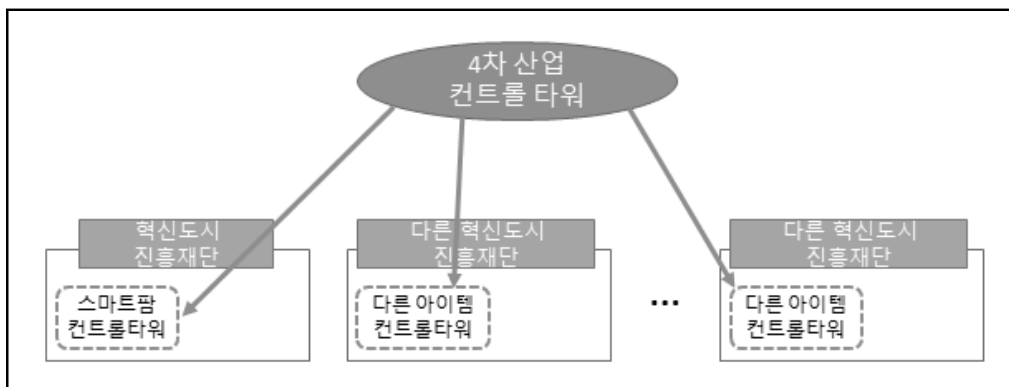 4차 산업
컨트롤 타워
혁신도시
진흥재단
다른 혁신도시
진흥재단
다른 혁신도시
진흥재단
스마트팜
컨트롤타워
다른 아이템
컨트롤타워
...
다른 아이템
컨트롤타워